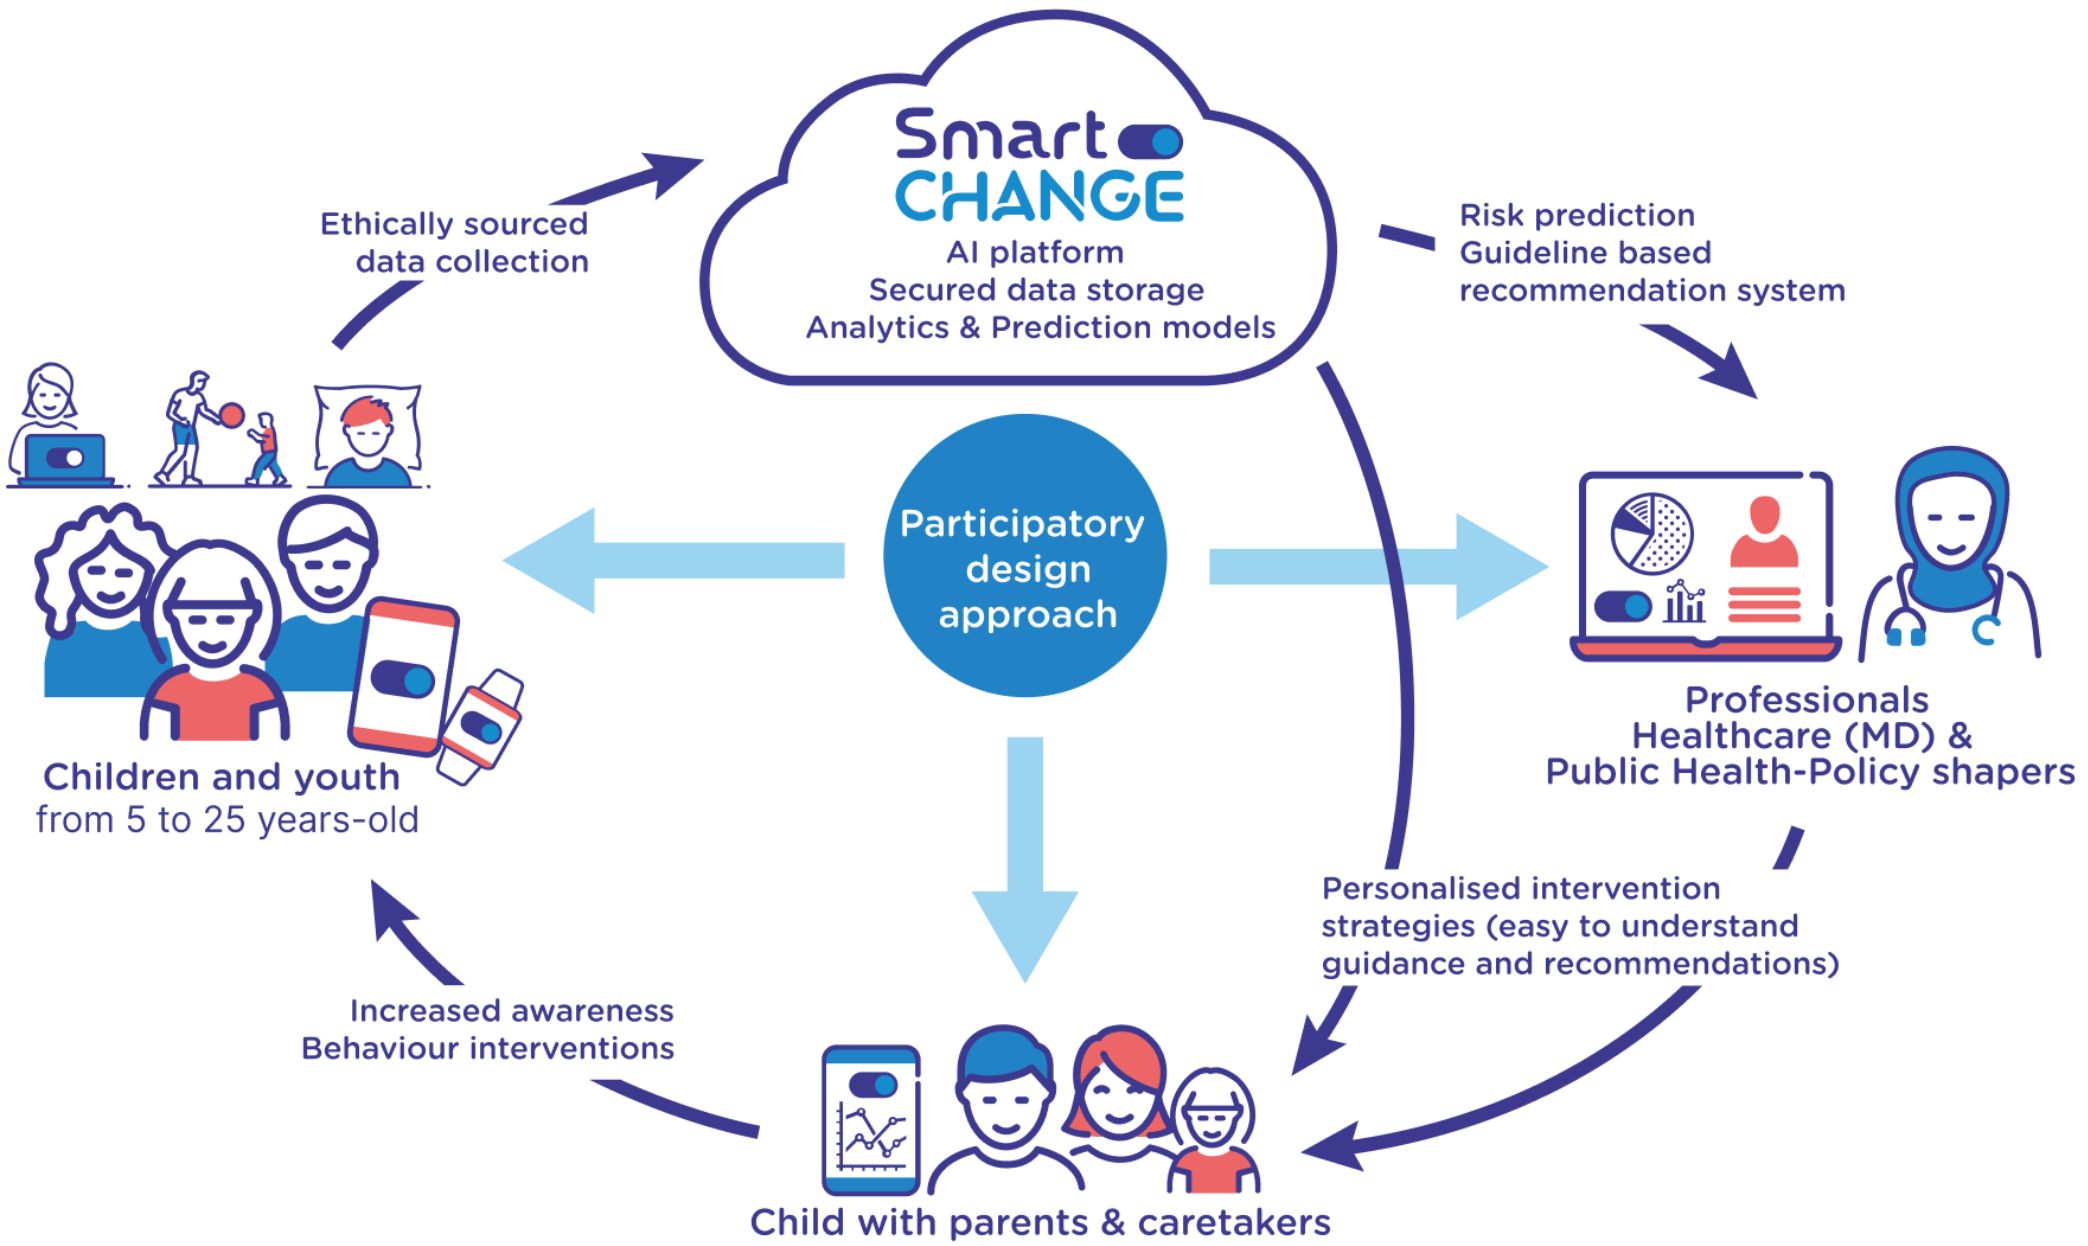 Smart
CHANGE
AI platform
Secured data storage
Analytics & Prediction models
Ethically sourced
data collection
Risk prediction
Guideline based
recommendation system
Participatory
design
approach
Children and youth
from 5 to 25 years-old
Professionals
Healthcare (MD) &
Public Health-Policy shapers
Personalised intervention
strategies (easy to understand
guidance and recommendations)
Increased awareness
Behaviour interventions
Child with parents & caretakers